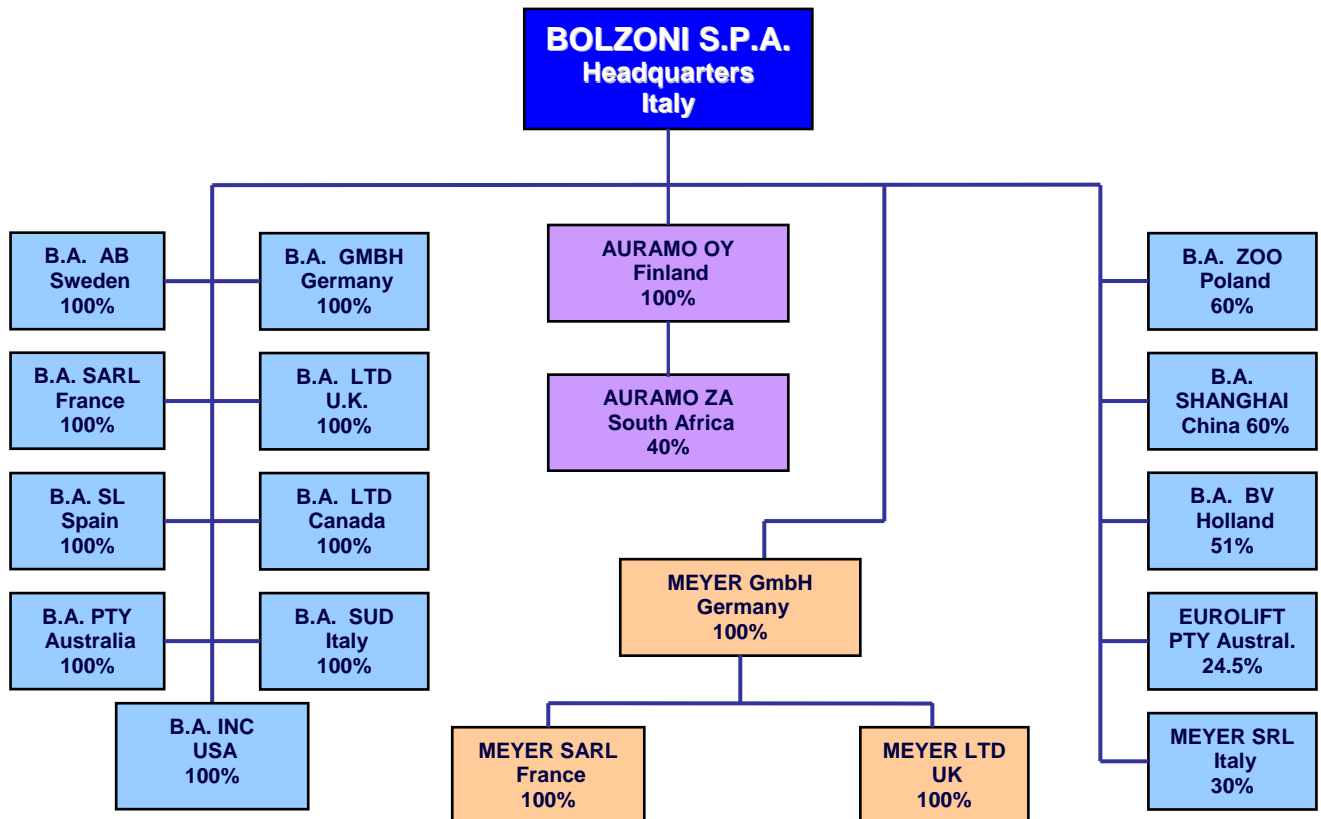 BOLZONI S.P.A.
Headquarters
Italy
B.A. AB
Sweden
100%
B.A. GMBH
Germany
100%
AURAMO OY
Finland
100%
B.A. ZOO
Poland
60%
B.A. SARL
France
100%
B.A. LTD
U.K.
100%
AURAMO ZA
South Africa
40%
B.A.
SHANGHAI
China 60%
B.A. SL
Spain
100%
B.A. LTD
Canada
100%
B.A. BV
Holland
51%
MEYER GmbH
Germany
100%
B.A. PTY
Australia
100%
B.A. SUD
Italy
100%
EUROLIFT
PTY Austral.
24.5%
B.A. INC
USA
100%
MEYER SARL
France
100%
MEYER LTD
UK
100%
MEYER SRL
Italy
30%